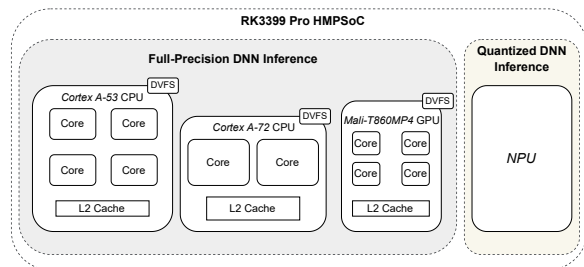 RK3399 Pro HMPSoC
Full-Precision DNN Inference
Quantized DNN
Inference
DVFS
Cortex A-53 CPU
Core
Core
Core
Core
L2 Cache
DVFS
Cortex A-72 CPU
Core
Core
L2 Cache
DVFS
Mali-T860MP4 GPU
Core
Core
Core
Core
L2 Cache
NPU